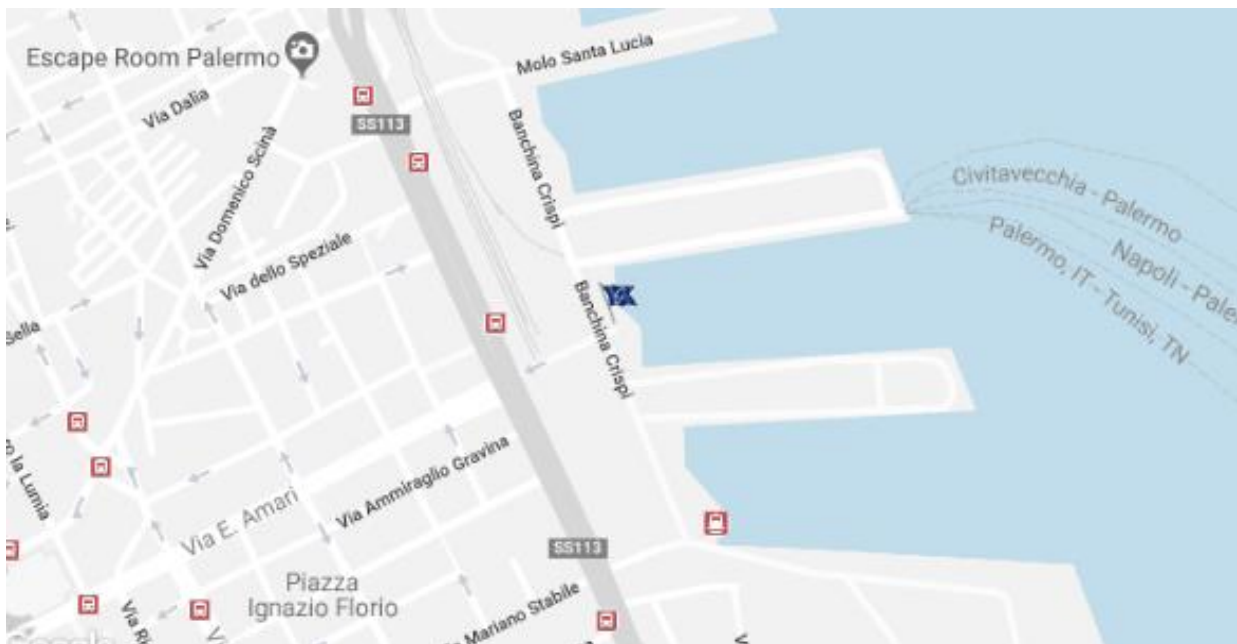 Escape Room Palermo
Molo Santa Lucia
Via Dalia
SS113
Banchina Crispi
Via Domenico Scinà
Civitavecchia - Palermo
Via dello Speziale
Napoli - Pale
Palermo, IT - Tunisi, TN
Banchina Crispi
Sella
Via Ammiraglio Gravina
la Lumia
Via E. Amari
SS113
Piazza
Ignazio Florio
Mariano Stabile